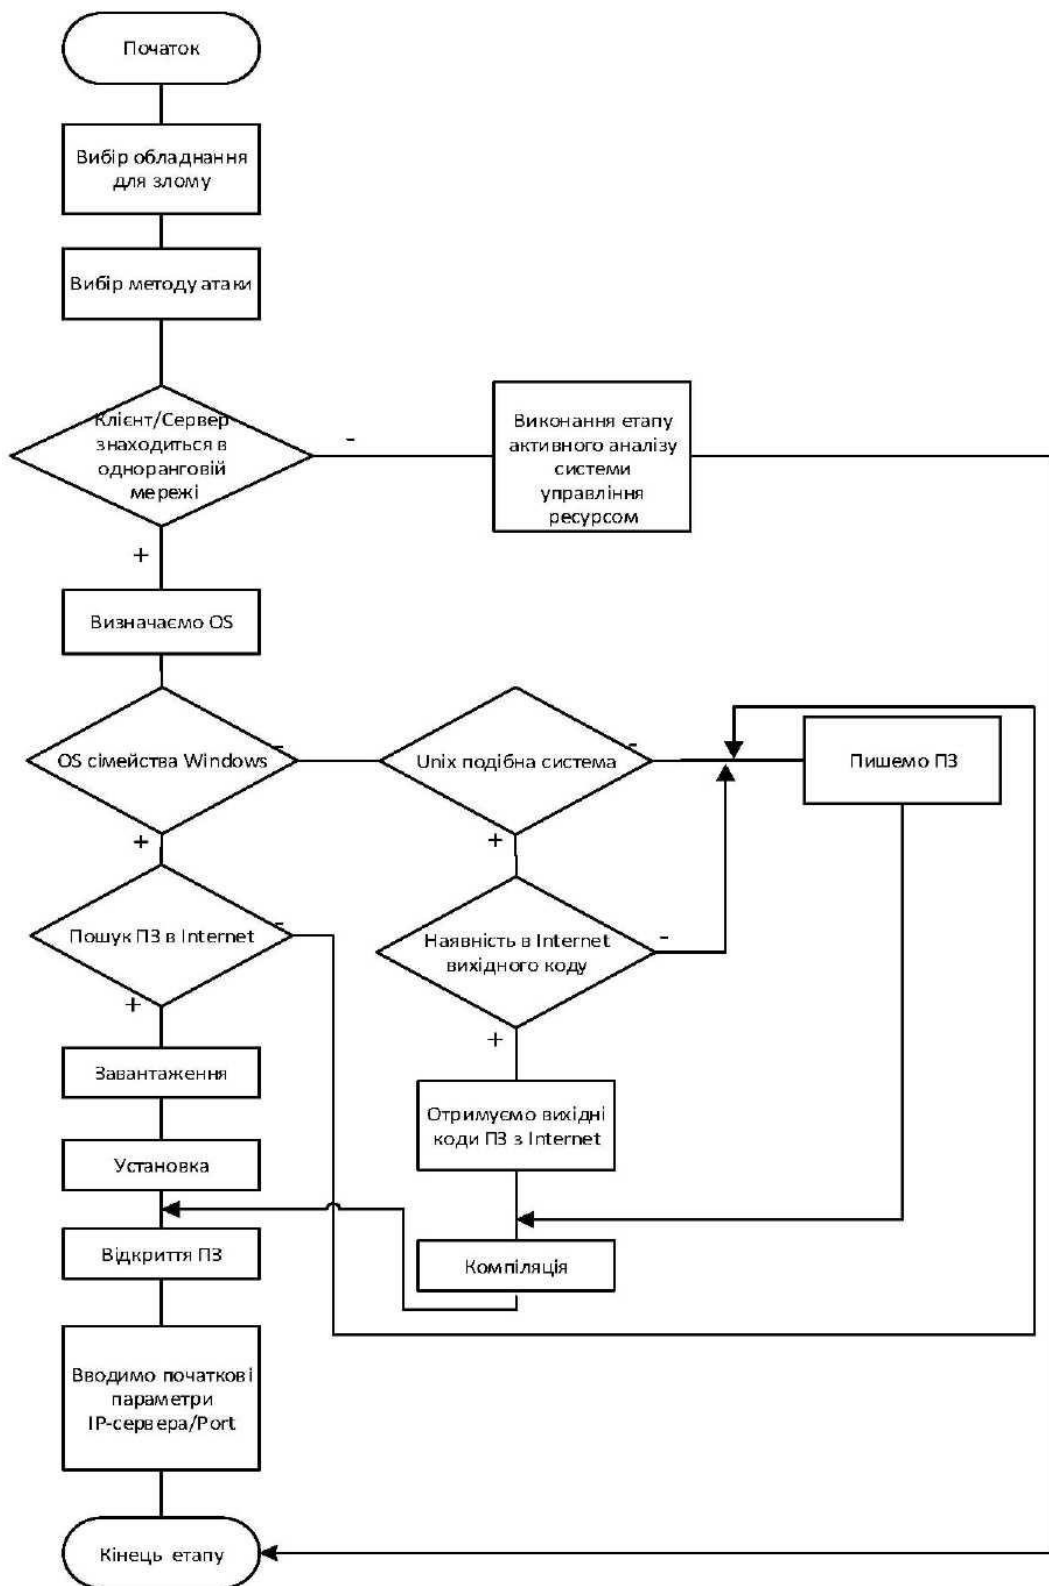 Початок
Вибір обладнання
для злому
Вибір методу атаки
Клієнт/Сервер
знаходиться в
одноранговій
мережі
-
Виконання етапу
активного аналізу
системи
управління
ресурсом
+
Визначаємо OS
OS сімейства Windows
-
Unix подібна система
-
Пишемо ПЗ
+
+
Пошук ПЗ в Internet
-
Наявність в Internet
вихідного коду
-
+
+
Завантаження
Отримуємо вихідні
коди ПЗ з Internet
Установка
Відкриття ПЗ
Компіляція
Вводимо початкові
параметри
IP-сервера/Port
Кінець етапу